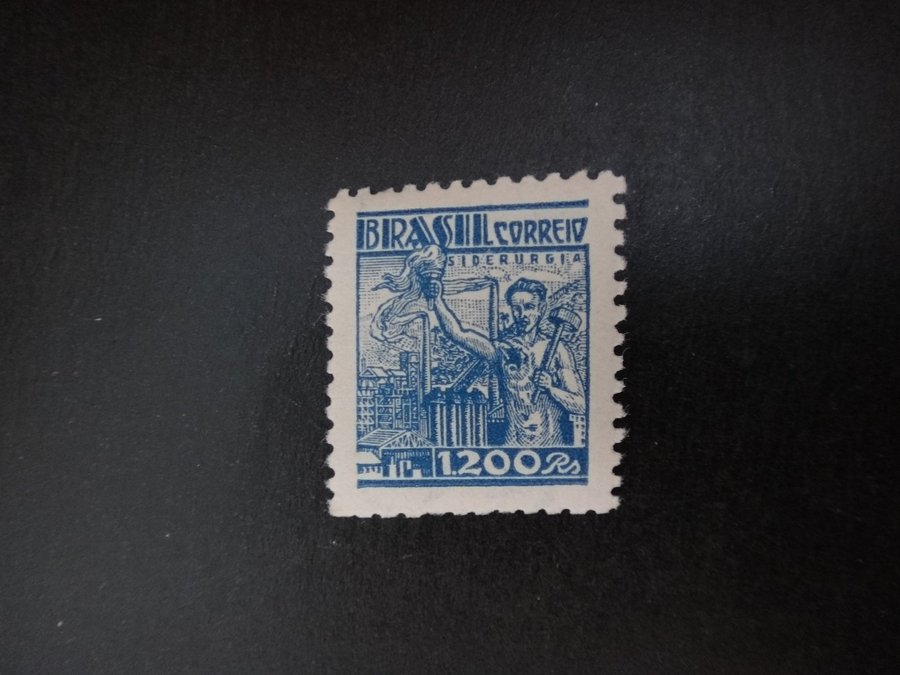 BRASIL CORREIO
SIDERURGIA
1.200 Rs